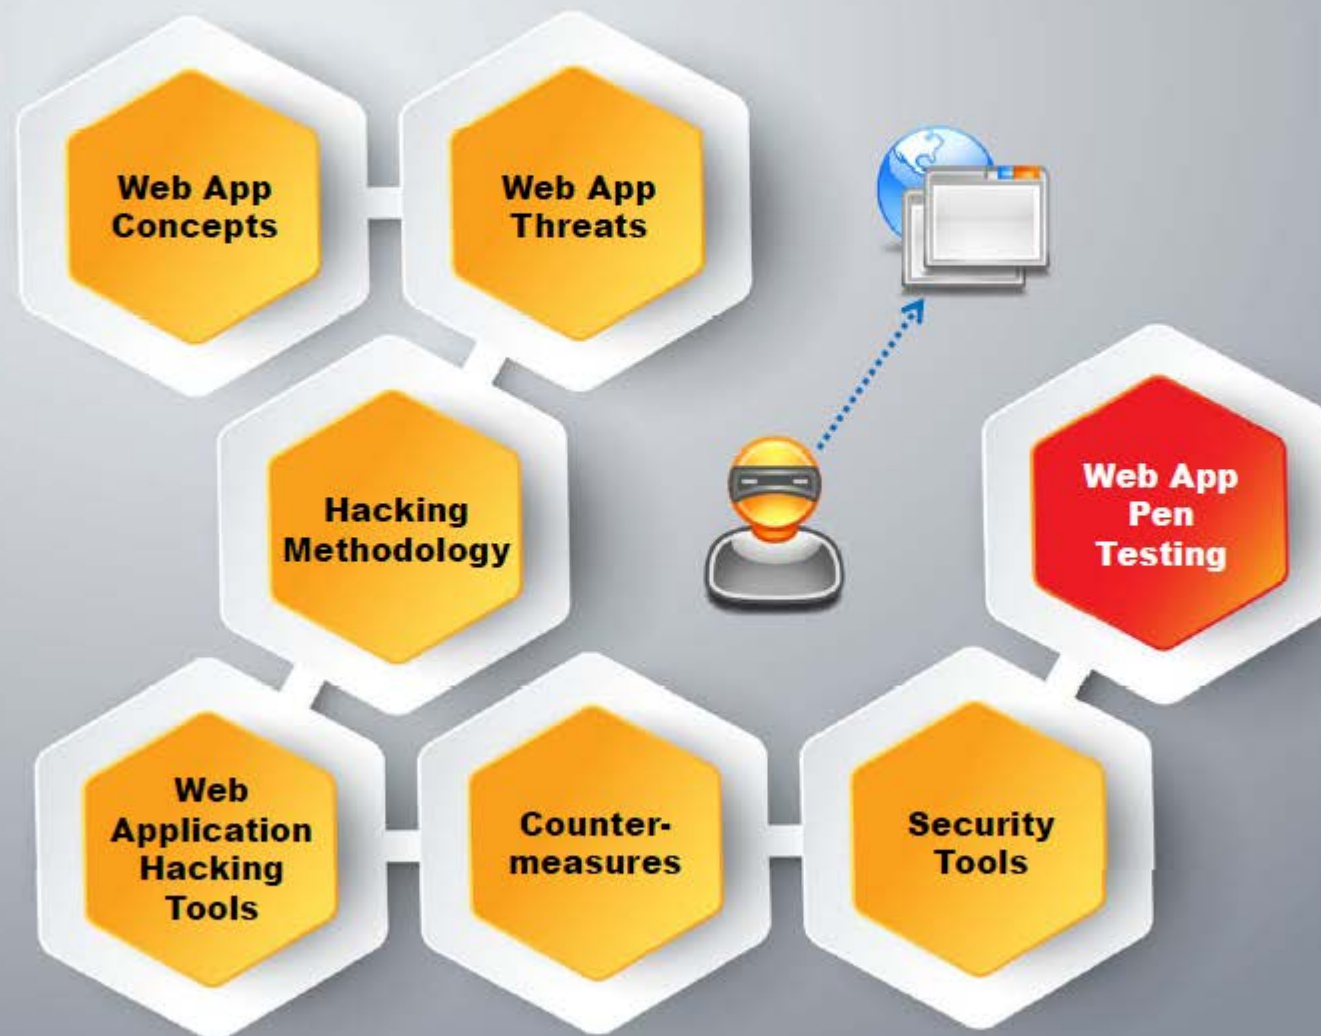 Web App
Concepts
Web App
Threats
Hacking
Methodology
Web App
Pen
Testing
Web
Application
Hacking
Tools
Counter-
measures
Security
Tools